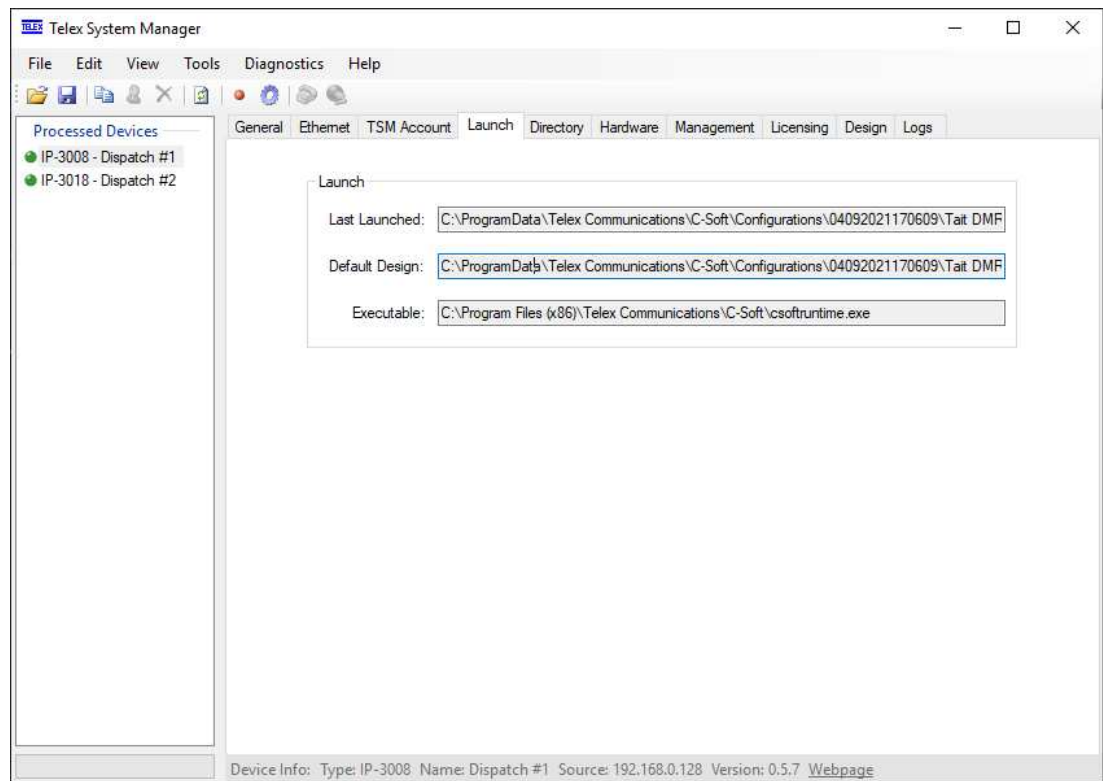 TELEX Telex System Manager
File Edit View Tools Diagnostics Help
Processed Devices
IP-3008 - Dispatch #1
IP-3018 - Dispatch #2
General Ethernet TSM Account Launch Directory Hardware Management Licensing Design Logs
Launch
Last Launched: C:\ProgramData\Telex Communications\C-Soft\Configurations\04092021170609\Tait DMR
Default Design: C:\ProgramData\Telex Communications\C-Soft\Configurations\04092021170609\Tait DMR
Executable: C:\Program Files (x86)\Telex Communications\C-Soft\csoftruntime.exe
Device Info: Type: IP-3008 Name: Dispatch #1 Source: 192.168.0.128 Version: 0.5.7 Webpage